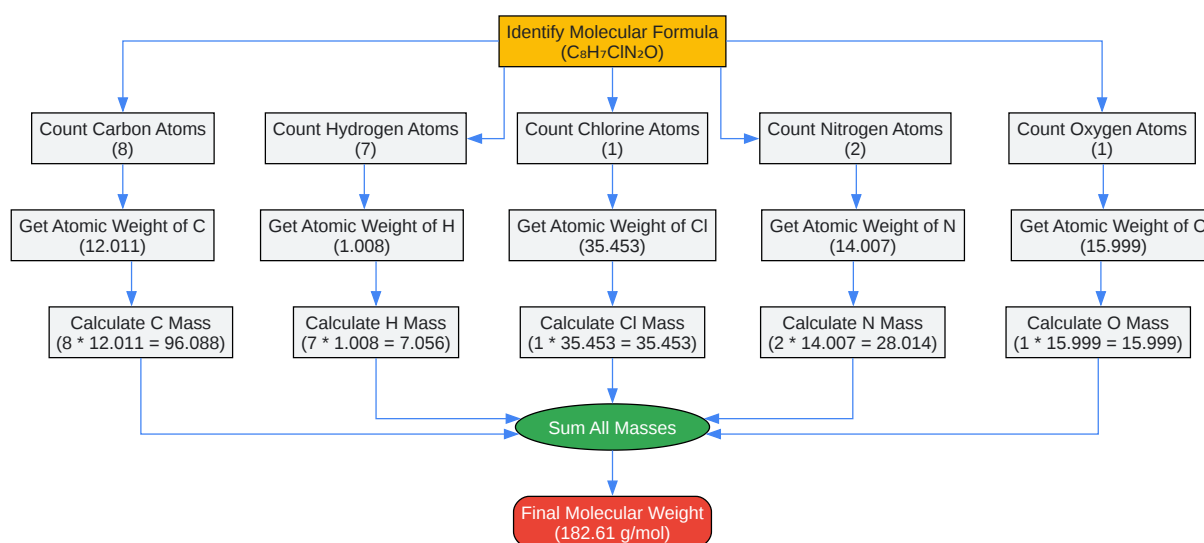 Identify Molecular Formula
(C₈H₇ClN₂O)
Count Carbon Atoms
(8)
Count Hydrogen Atoms
(7)
Count Chlorine Atoms
(1)
Count Nitrogen Atoms
(2)
Count Oxygen Atoms
(1)
Get Atomic Weight of C
(12.011)
Get Atomic Weight of H
(1.008)
Get Atomic Weight of Cl
(35.453)
Get Atomic Weight of N
(14.007)
Get Atomic Weight of O
(15.999)
Calculate C Mass
(8 * 12.011 = 96.088)
Calculate H Mass
(7 * 1.008 = 7.056)
Calculate Cl Mass
(1 * 35.453 = 35.453)
Calculate N Mass
(2 * 14.007 = 28.014)
Calculate O Mass
(1 * 15.999 = 15.999)
Sum All Masses
Final Molecular Weight
(182.61 g/mol)